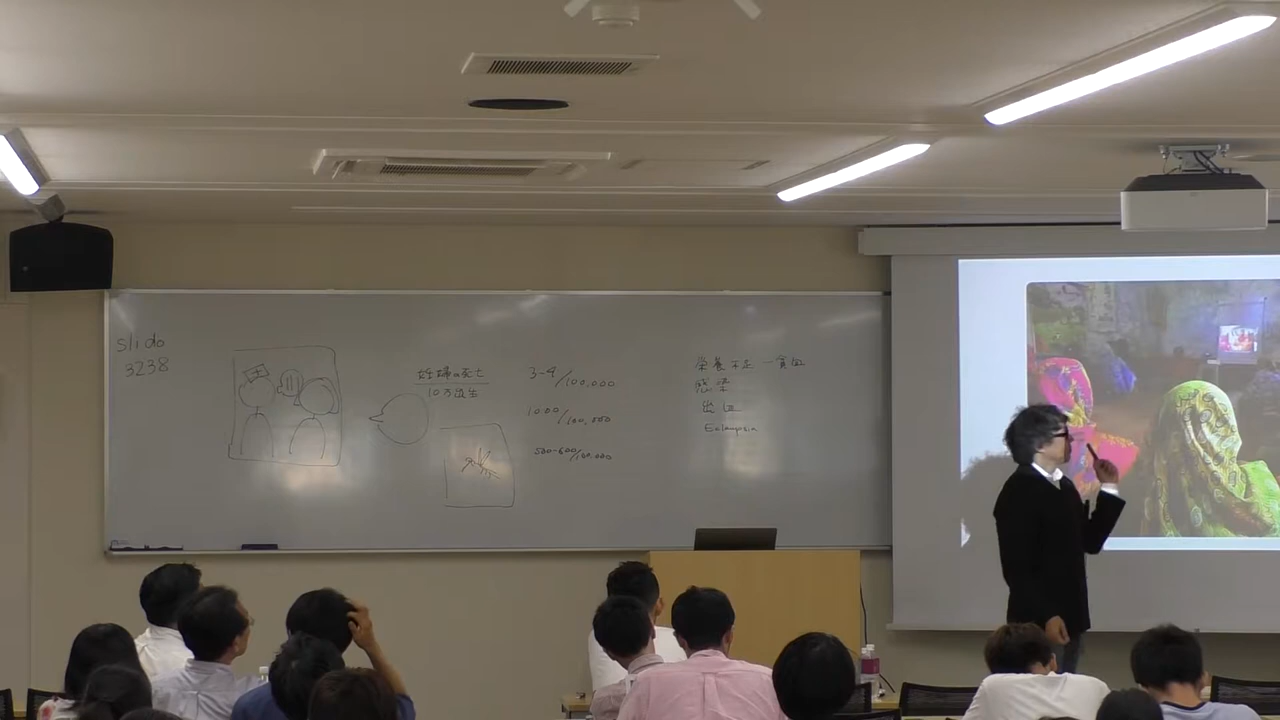 slido
3238
妊婦の死亡
10万出生
3-4/100,000
1000/100,000
500-600/100,000
栄養不足 - 貧血
感染
出血
Eclampsia